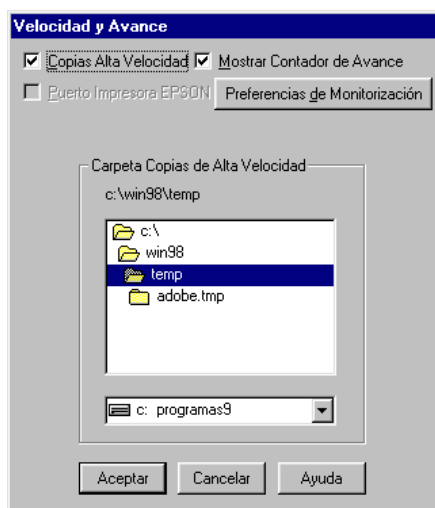 Velocidad y Avance
Copias Alta Velocidad Mostrar Contador de Avance
Puerto Impresora EPSON Preferencias de Monitorización
Carpeta Copias de Alta Velocidad
c:\win98\temp
c:\
win98
temp
adobe.tmp
c: programas9
Aceptar Cancelar Ayuda